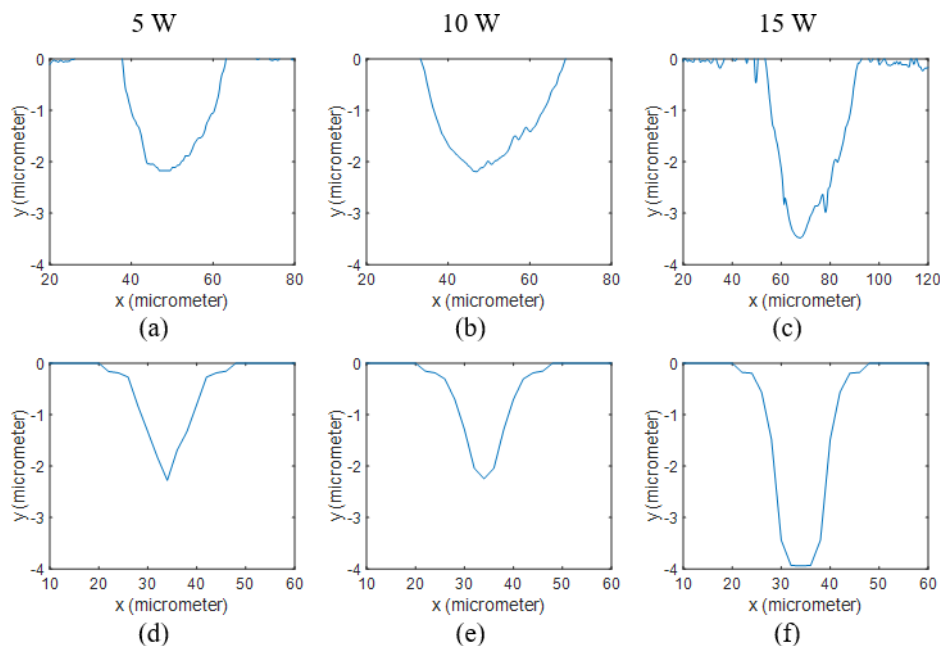 5 W 10 W 15 W
0 0 0
-1 -1 -1
-2 -2 -2
-3 -3 -3
-4 -4 -4
y (micrometer) y (micrometer) y (micrometer)
20 40 60 80 20 40 60 80 20 40 60 80 100 120
x (micrometer) x (micrometer) x (micrometer)
(a) (b) (c)
0 0 0
-1 -1 -1
-2 -2 -2
-3 -3 -3
-4 -4 -4
y (micrometer) y (micrometer) y (micrometer)
10 20 30 40 50 60 10 20 30 40 50 60 10 20 30 40 50 60
x (micrometer) x (micrometer) x (micrometer)
(d) (e) (f)